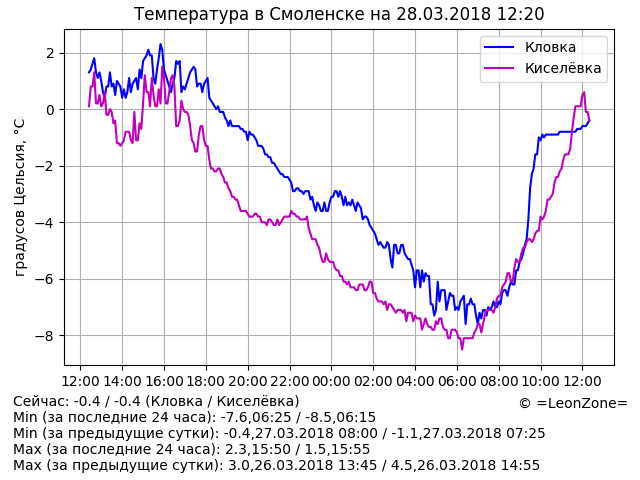 Температура в Смоленске на 28.03.2018 12:20
Кловка
Киселёвка
градусов Цельсия, °C
2
0
−2
−4
−6
−8
12:00 14:00 16:00 18:00 20:00 22:00 00:00 02:00 04:00 06:00 08:00 10:00 12:00
Сейчас: -0.4 / -0.4 (Кловка / Киселёвка)
© =LeonZone=
Min (за последние 24 часа): -7.6,06:25 / -8.5,06:15
Min (за предыдущие сутки): -0.4,27.03.2018 08:00 / -1.1,27.03.2018 07:25
Max (за последние 24 часа): 2.3,15:50 / 1.5,15:55
Max (за предыдущие сутки): 3.0,26.03.2018 13:45 / 4.5,26.03.2018 14:55